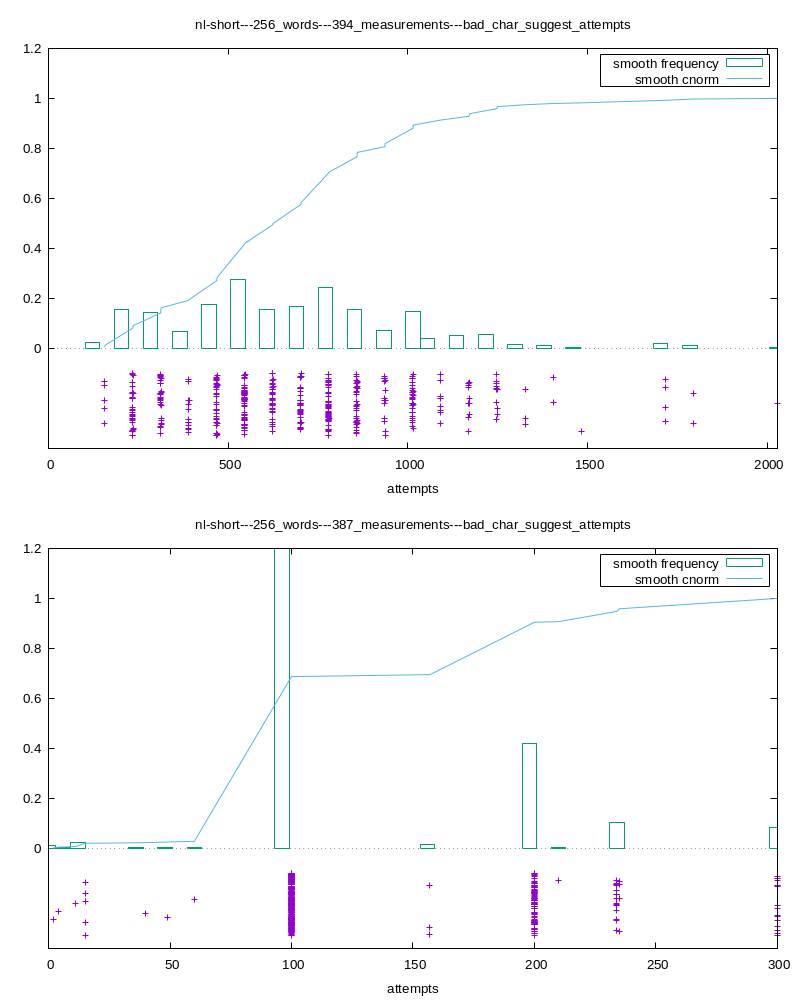 nl-short---256_words---394_measurements---bad_char_suggest_attempts
1.2
smooth frequency
smooth cnorm
1
0.8
0.6
0.4
0.2
0
0 500 1000 1500 2000
attempts
nl-short---256_words---387_measurements---bad_char_suggest_attempts
1.2
smooth frequency
smooth cnorm
1
0.8
0.6
0.4
0.2
0
0 50 100 150 200 250 300
attempts